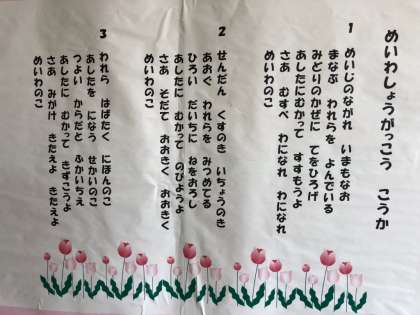 めいわしょうがっこう　こうか
1
めいじのながれ　いまもなお
まなぶ　われらを　よんでいる
みどりのかぜに　てをひろげ
あしたにむかって　すすもうよ
さあ　むすべ　わになれ　わになれ
めいわのこ
2
せんだん　くすのき　いちょうのき
あおぐ　われらを　みつめてる
ひろい　だいちに　ねをおろし
あしたに　むかって　のびようよ
さあ　そだて　おおきく　おおきく
めいわのこ
3
われら　はばたく　にほんのこ
あしたを　になう　せかいのこ
つよい　からだと　ふかいちえ
あしたに　むかって　きずこうよ
さあ　みがけ　きたえよ　きたえよ
めいわのこ